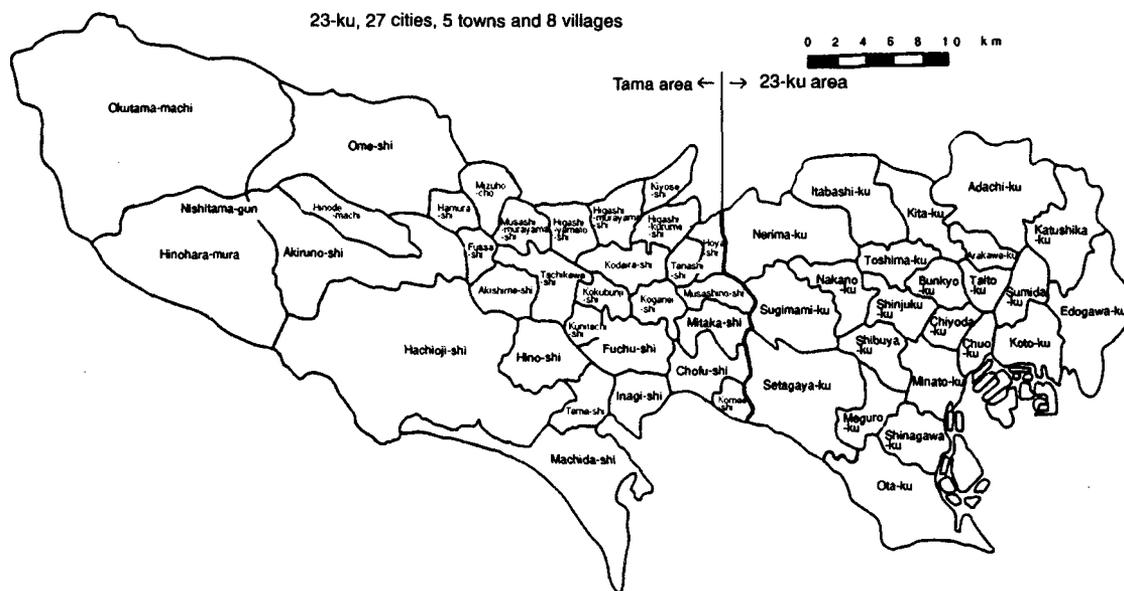 23-ku, 27 cities, 5 towns and 8 villages
0 2 4 6 8 10 km
Tama area ← → 23-ku area
Okutama-machi
Ome-shi
Mizuho
-cho
Hamura
-shi
Nishitama-gun
Hinode
-machi
Hinohara-mura
Akiruno-shi
Fussa
-shi
Musashi
-murayama
-shi
Higashi
-yamato
-shi
Higashi
-murayama
-shi
Kiyose
-shi
Higashi
-kurume
-shi
Hoya
-shi
Kodaira-shi
Tanashi
-shi
Akishima-shi
Tachikawa
-shi
Kokubunji
-shi
Koganei
-shi
Musashino-shi
Mitaka-shi
Kunitachi
-shi
Hachioji-shi
Hino-shi
Fuchu-shi
Chofu-shi
Tama-shi
Inagi-shi
Komae
-shi
Machida-shi
Itabashi-ku
Adachi-ku
Kita-ku
Nerima-ku
Katushika
-ku
Toshima-ku
Arakawa-ku
Nakano
-ku
Bunkyo
-ku
Taito
-ku
Sumida
-ku
Edogawa-ku
Sugimami-ku
Shinjuku
-ku
Chiyoda
-ku
Shibuya
-ku
Chuo
-ku
Koto-ku
Setagaya-ku
Minato-ku
Meguro
-ku
Shinagawa
-ku
Ota-ku